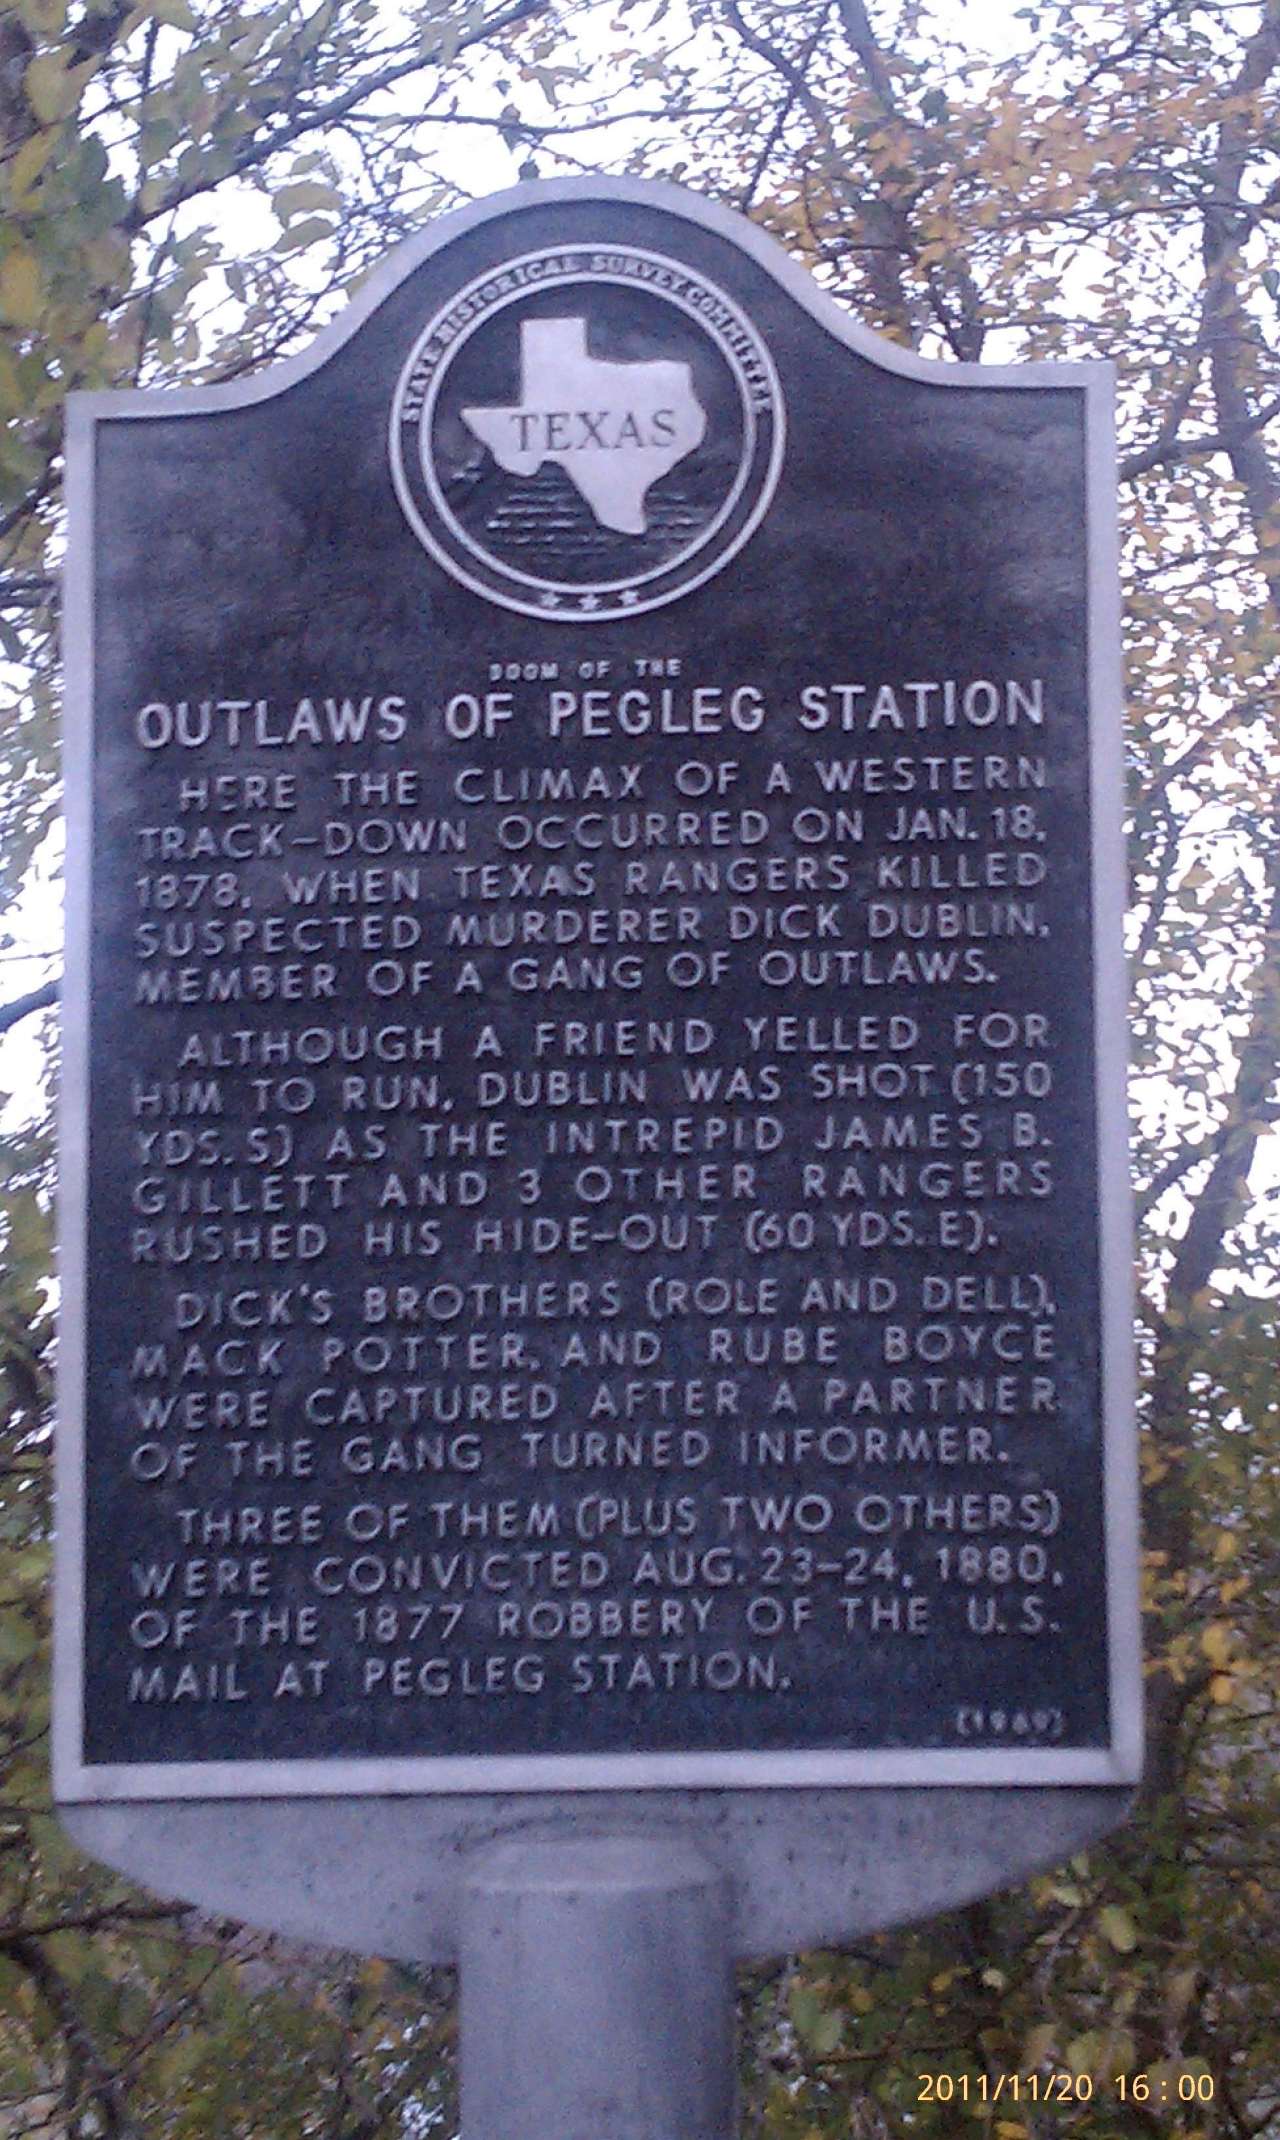 STATE HISTORICAL SURVEY COMMITTEE
TEXAS
DOOM OF THE
OUTLAWS OF PEGLEG STATION
HERE THE CLIMAX OF A WESTERN
TRACK-DOWN OCCURRED ON JAN. 18,
1878, WHEN TEXAS RANGERS KILLED
SUSPECTED MURDERER DICK DUBLIN,
MEMBER OF A GANG OF OUTLAWS.
ALTHOUGH A FRIEND YELLED FOR
HIM TO RUN, DUBLIN WAS SHOT (150
YDS. S) AS THE INTREPID JAMES B.
GILLETT AND 3 OTHER RANGERS
RUSHED HIS HIDE-OUT (60 YDS. E).
DICK'S BROTHERS (ROLE AND DELL),
MACK POTTER, AND RUBE BOYCE
WERE CAPTURED AFTER A PARTNER
OF THE GANG TURNED INFORMER.
THREE OF THEM (PLUS TWO OTHERS)
WERE CONVICTED AUG. 23-24, 1880,
OF THE 1877 ROBBERY OF THE U.S.
MAIL AT PEGLEG STATION.
(1969)
2011/11/20 16:00